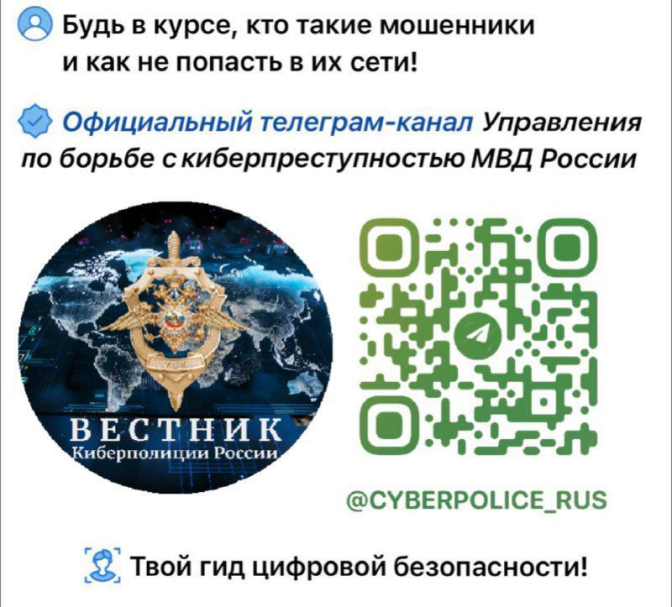 Будь в курсе, кто такие мошенники
и как не попасть в их сети!
Официальный телеграм-канал Управления
по борьбе с киберпреступностью МВД России
ВЕСТНИК
Киберполиции России
@CYBERPOLICE_RUS
Твой гид цифровой безопасности!